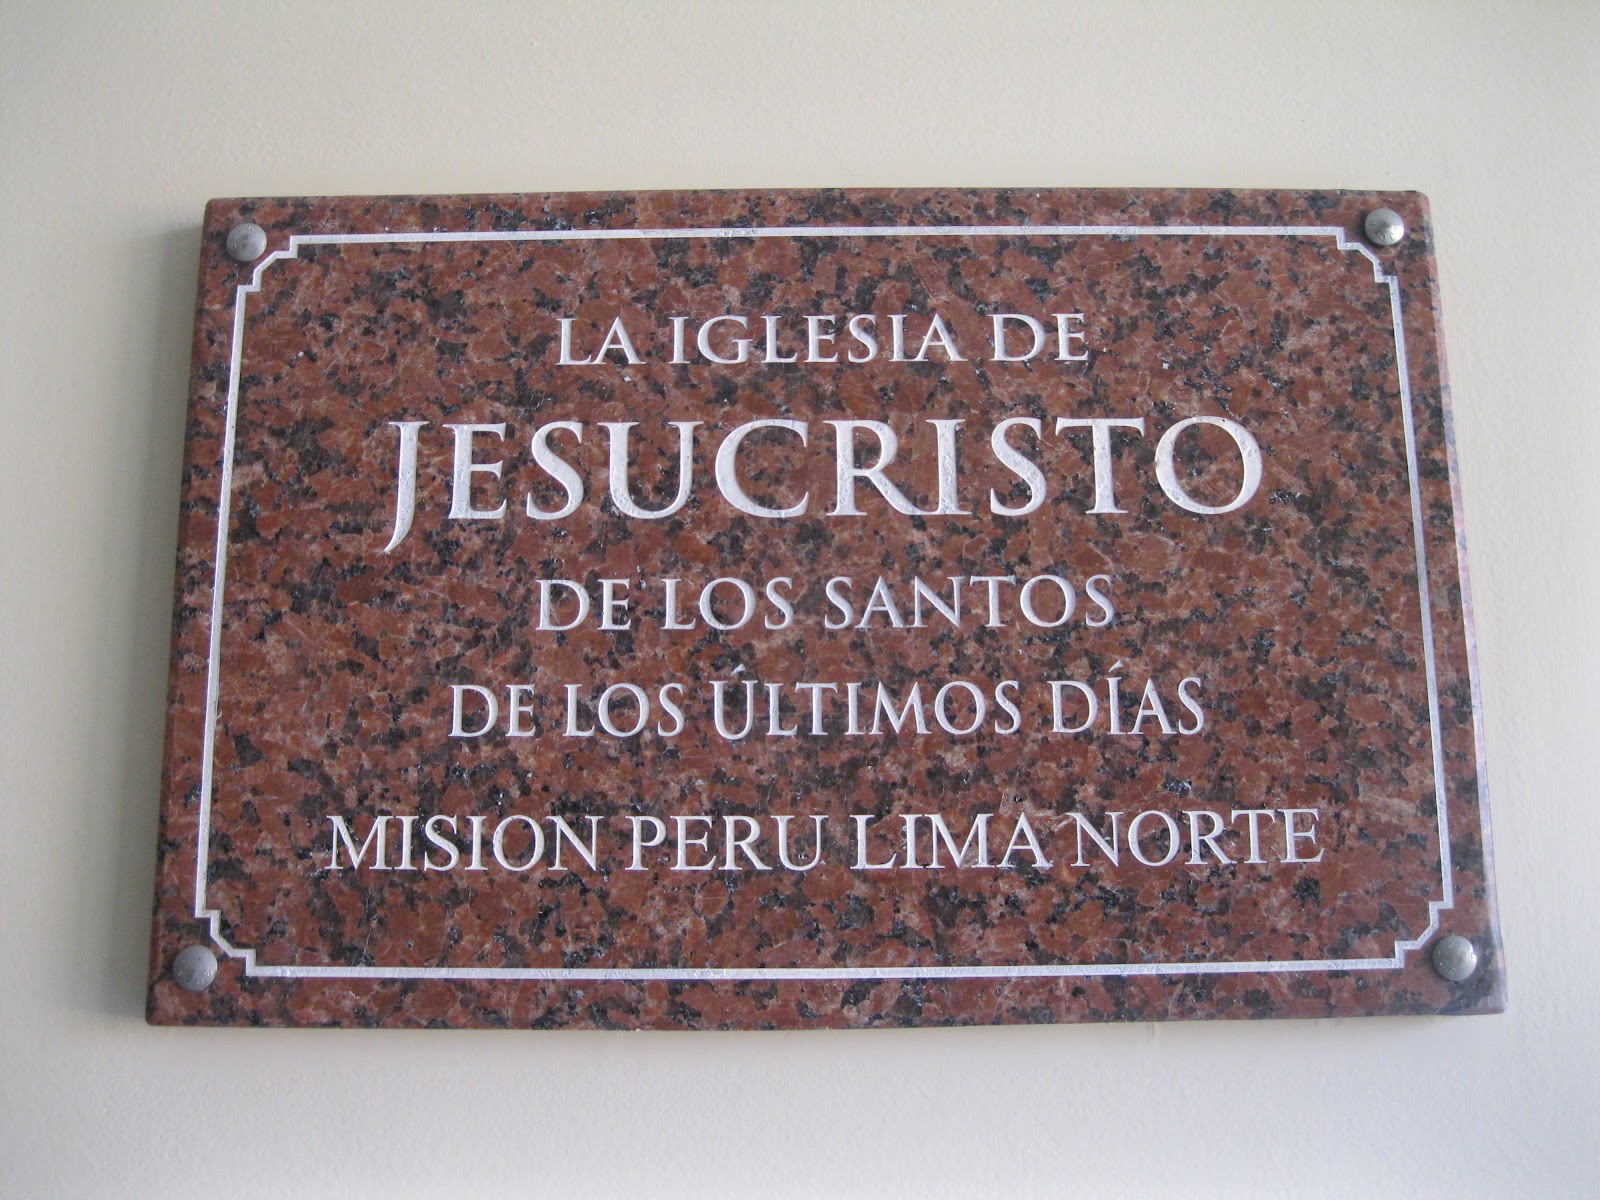 LA IGLESIA DE
JESUCRISTO
DE LOS SANTOS
DE LOS ÚLTIMOS DÍAS
MISION PERU LIMA NORTE